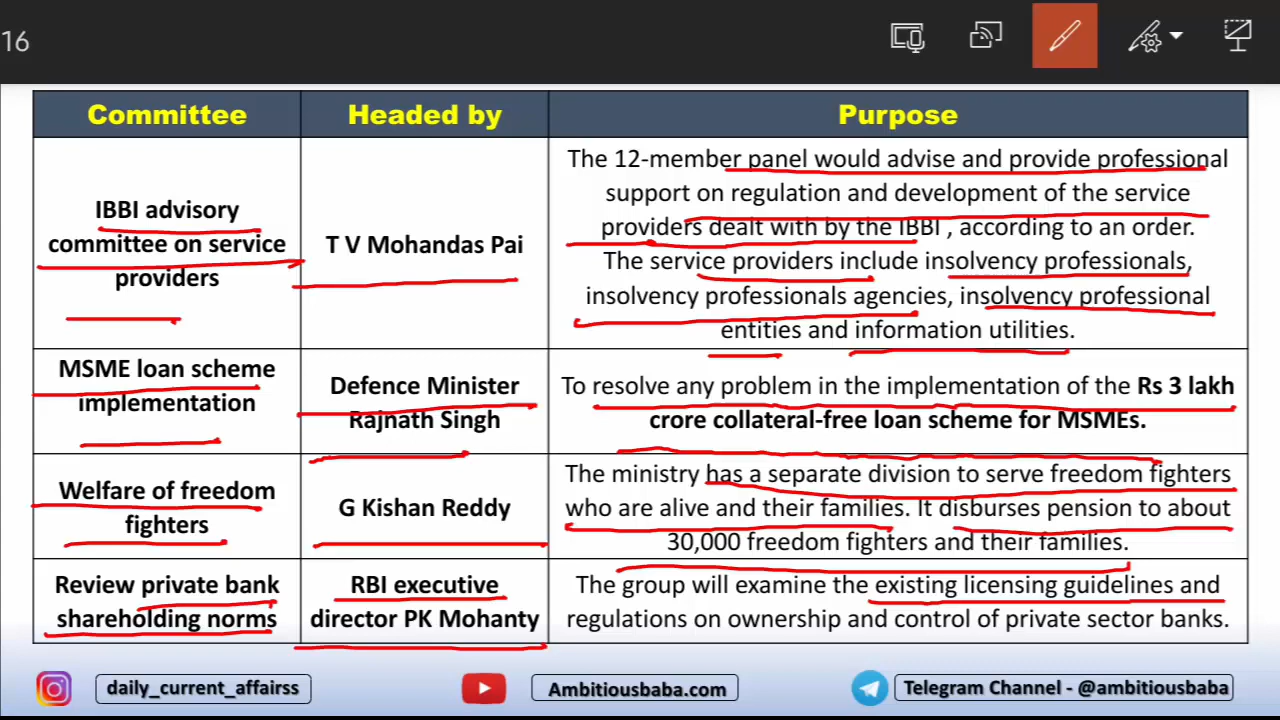 16
Committee
Headed by
Purpose
IBBI advisory
committee on service
providers
T V Mohandas Pai
The 12-member panel would advise and provide professional
support on regulation and development of the service
providers dealt with by the IBBI , according to an order.
The service providers include insolvency professionals,
insolvency professionals agencies, insolvency professional
entities and information utilities.
MSME loan scheme
implementation
Defence Minister
Rajnath Singh
To resolve any problem in the implementation of the Rs 3 lakh
crore collateral-free loan scheme for MSMEs.
Welfare of freedom
fighters
G Kishan Reddy
The ministry has a separate division to serve freedom fighters
who are alive and their families. It disburses pension to about
30,000 freedom fighters and their families.
Review private bank
shareholding norms
RBI executive
director PK Mohanty
The group will examine the existing licensing guidelines and
regulations on ownership and control of private sector banks.
daily_current_affairss
Ambitiousbaba.com
Telegram Channel - @ambitiousbaba